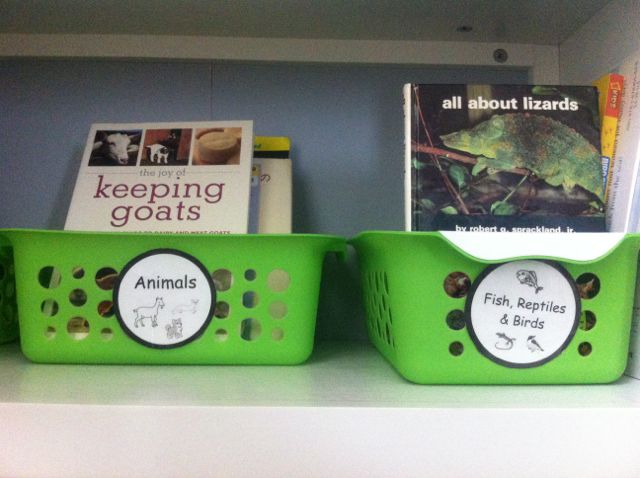 the joy of
keeping
goats
Animals
all about lizards
by robert g. sprackland, jr.
Fish, Reptiles
& Birds